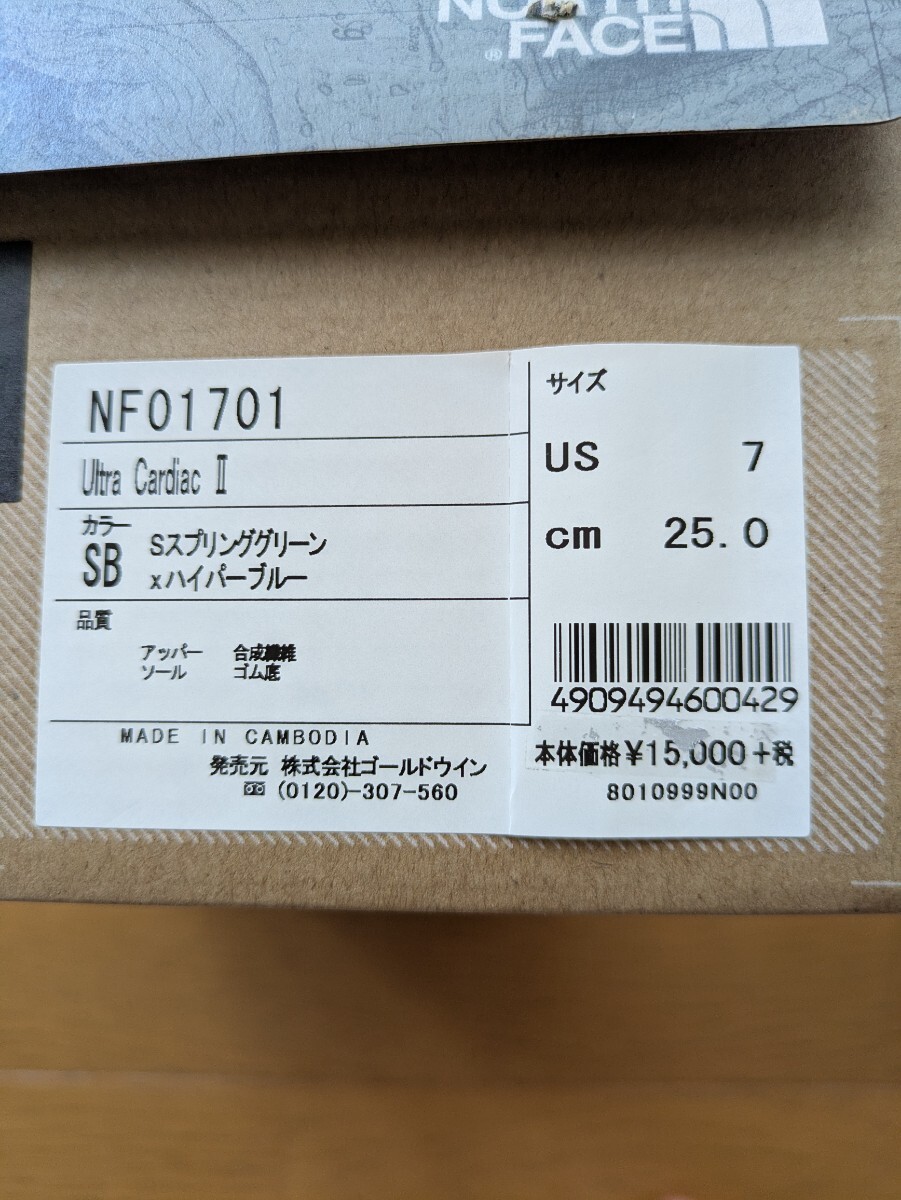 NORTH
FACE
NF01701
Ultra Cardiac II
カラー
SB Sスプリンググリーン
xハイパーブルー
品質
アッパー 合成繊維
ソール ゴム底
MADE IN CAMBODIA
発売元 株式会社ゴールドウイン
(0120)-307-560
サイズ
US 7
cm 25.0
4909494600429
本体価格¥15,000+税
8010999N00